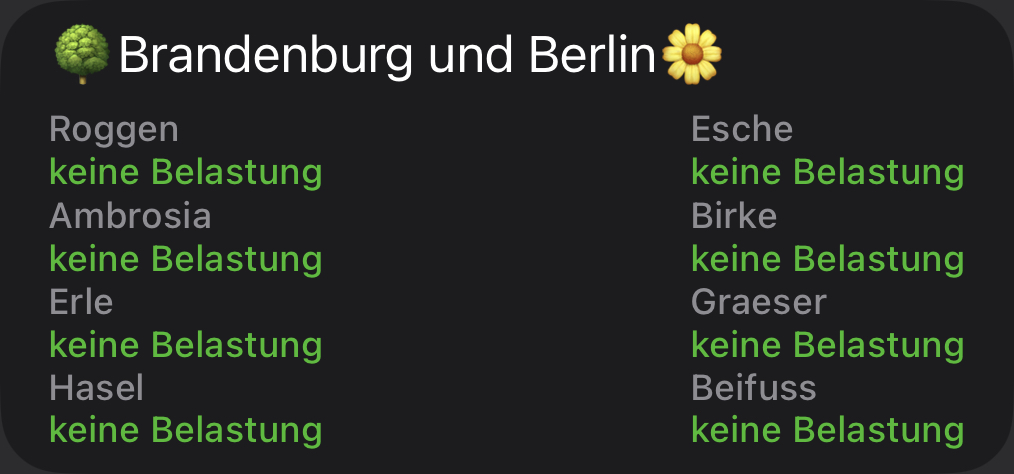 🌳Brandenburg und Berlin🌼
Roggen
keine Belastung
Ambrosia
keine Belastung
Erle
keine Belastung
Hasel
keine Belastung
Esche
keine Belastung
Birke
keine Belastung
Graeser
keine Belastung
Beifuss
keine Belastung